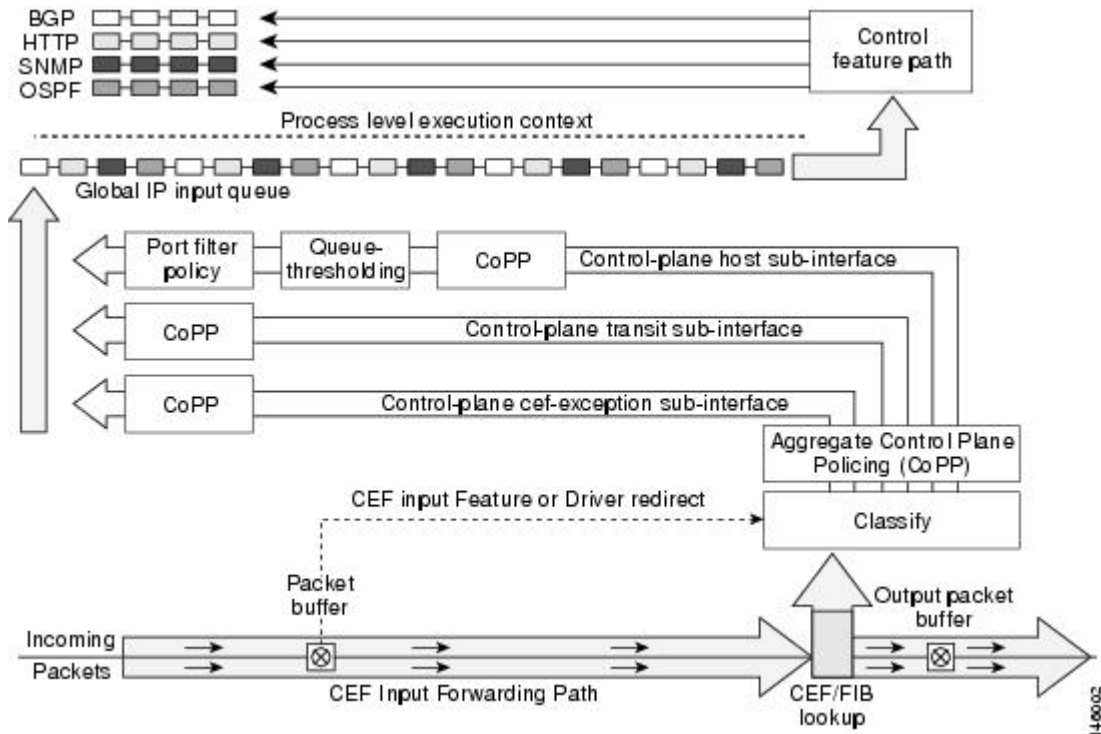 BGP
HTTP
SNMP
OSPF
Control
feature path
Process level execution context
Global IP input queue
Port filter
policy
Queue-
thresholding
CoPP
Control-plane host sub-interface
CoPP
Control-plane transit sub-interface
CoPP
Control-plane cef-exception sub-interface
Aggregate Control Plane
Policing (CoPP)
CEF input Feature or Driver redirect
Classify
Packet
buffer
Output packet
buffer
Incoming
Packets
CEF Input Forwarding Path
CEF/FIB
lookup